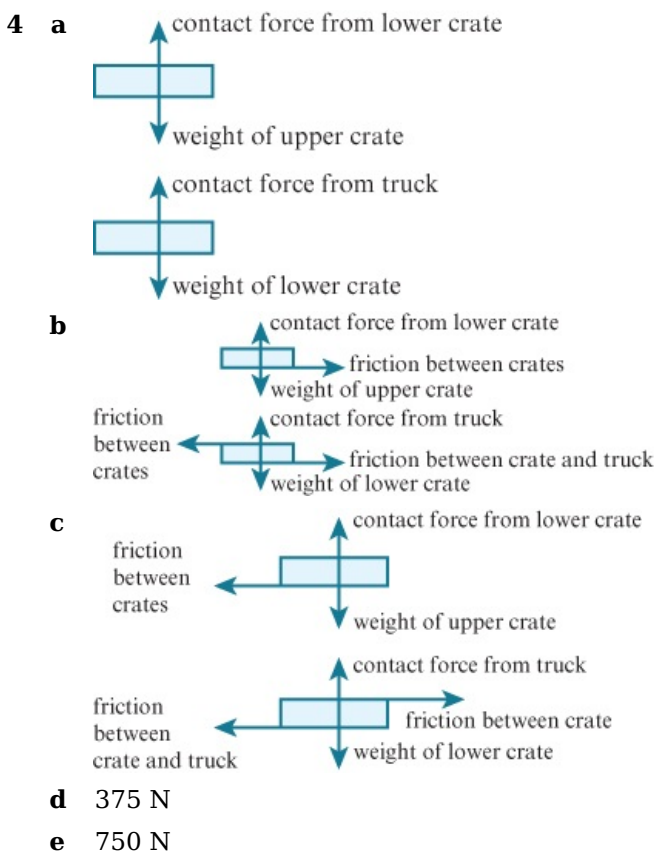 4 a
contact force from lower crate
weight of upper crate
contact force from truck
weight of lower crate
b
contact force from lower crate
friction between crates
weight of upper crate
friction
between
crates
contact force from truck
friction between crate and truck
weight of lower crate
c
contact force from lower crate
friction
between
crates
weight of upper crate
contact force from truck
friction
between
crate and truck
friction between crate
weight of lower crate
d 375 N
e 750 N